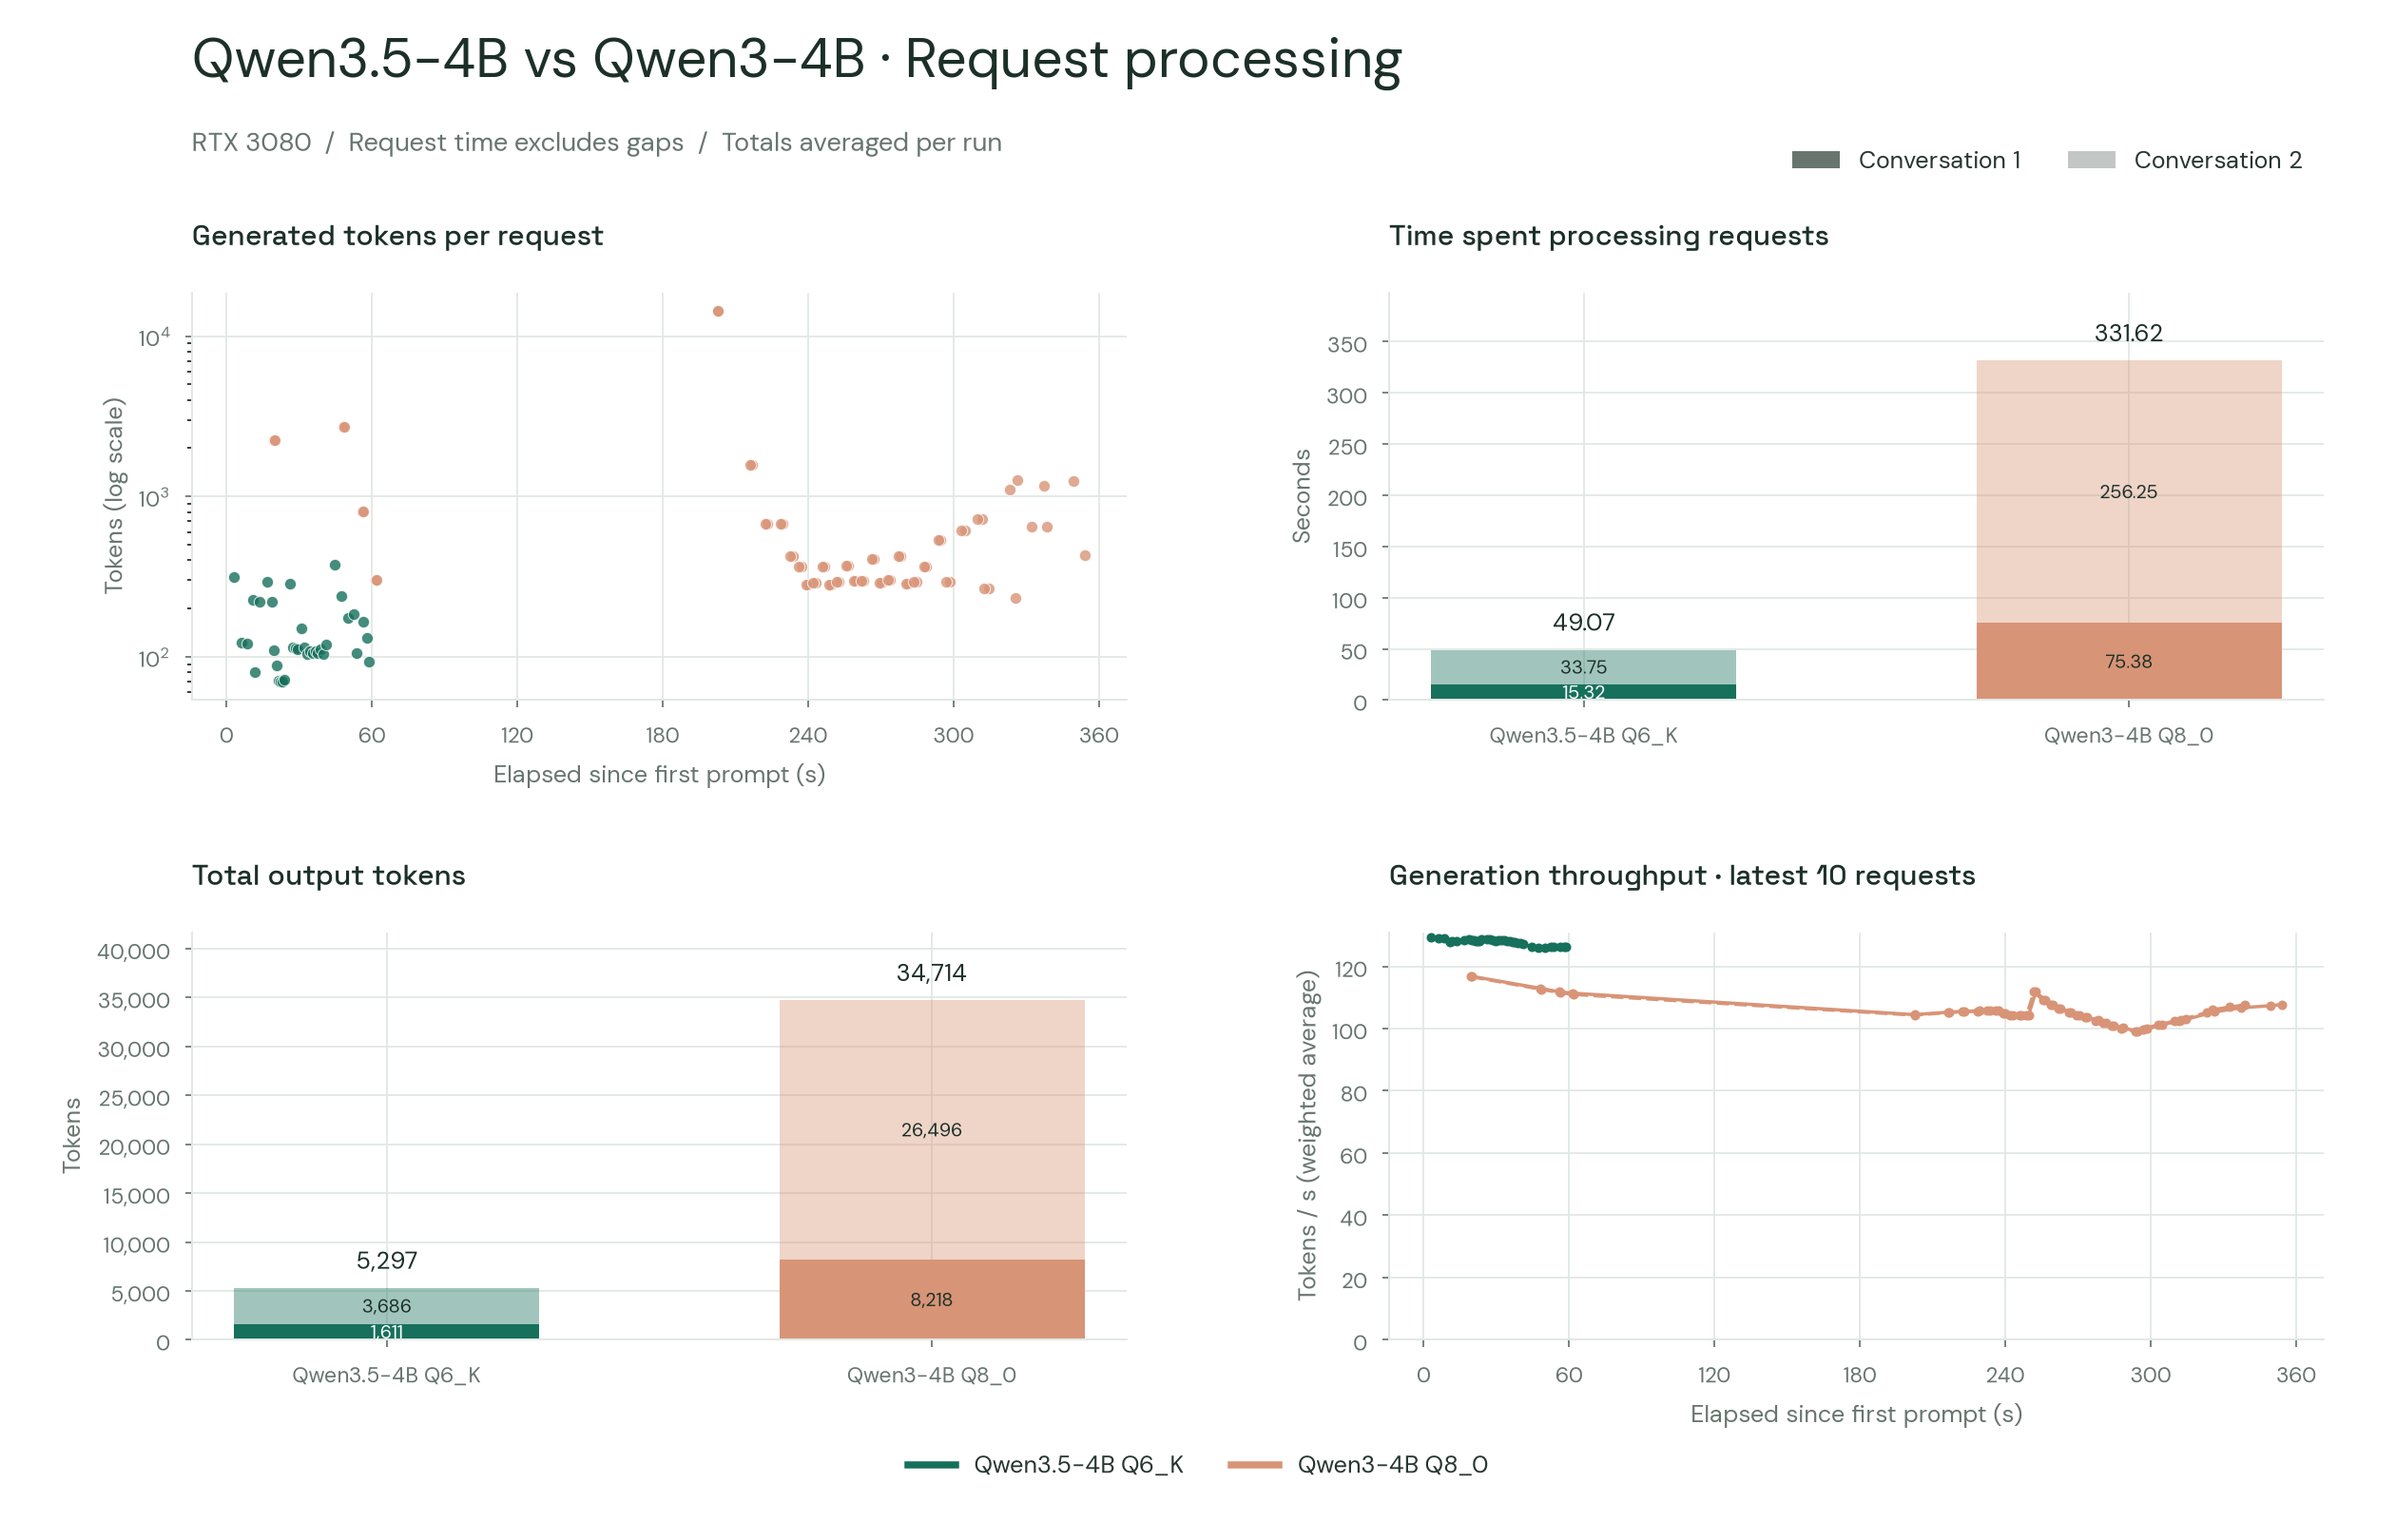 Qwen3.5-4B vs Qwen3-4B · Request processing
RTX 3080 / Request time excludes gaps / Totals averaged per run
Conversation 1
Conversation 2
Generated tokens per request
Tokens (log scale)
10⁴
10³
10²
0 60 120 180 240 300 360
Elapsed since first prompt (s)
Time spent processing requests
Seconds
350
300
250
200
150
100
50
0
49.07
33.75
15.32
331.62
256.25
75.38
Qwen3.5-4B Q6_K
Qwen3-4B Q8_0
Total output tokens
Tokens
40,000
35,000
30,000
25,000
20,000
15,000
10,000
5,000
0
5,297
3,686
1,611
34,714
26,496
8,218
Qwen3.5-4B Q6_K
Qwen3-4B Q8_0
Generation throughput · latest 10 requests
Tokens / s (weighted average)
120
100
80
60
40
20
0
0 60 120 180 240 300 360
Elapsed since first prompt (s)
Qwen3.5-4B Q6_K
Qwen3-4B Q8_0